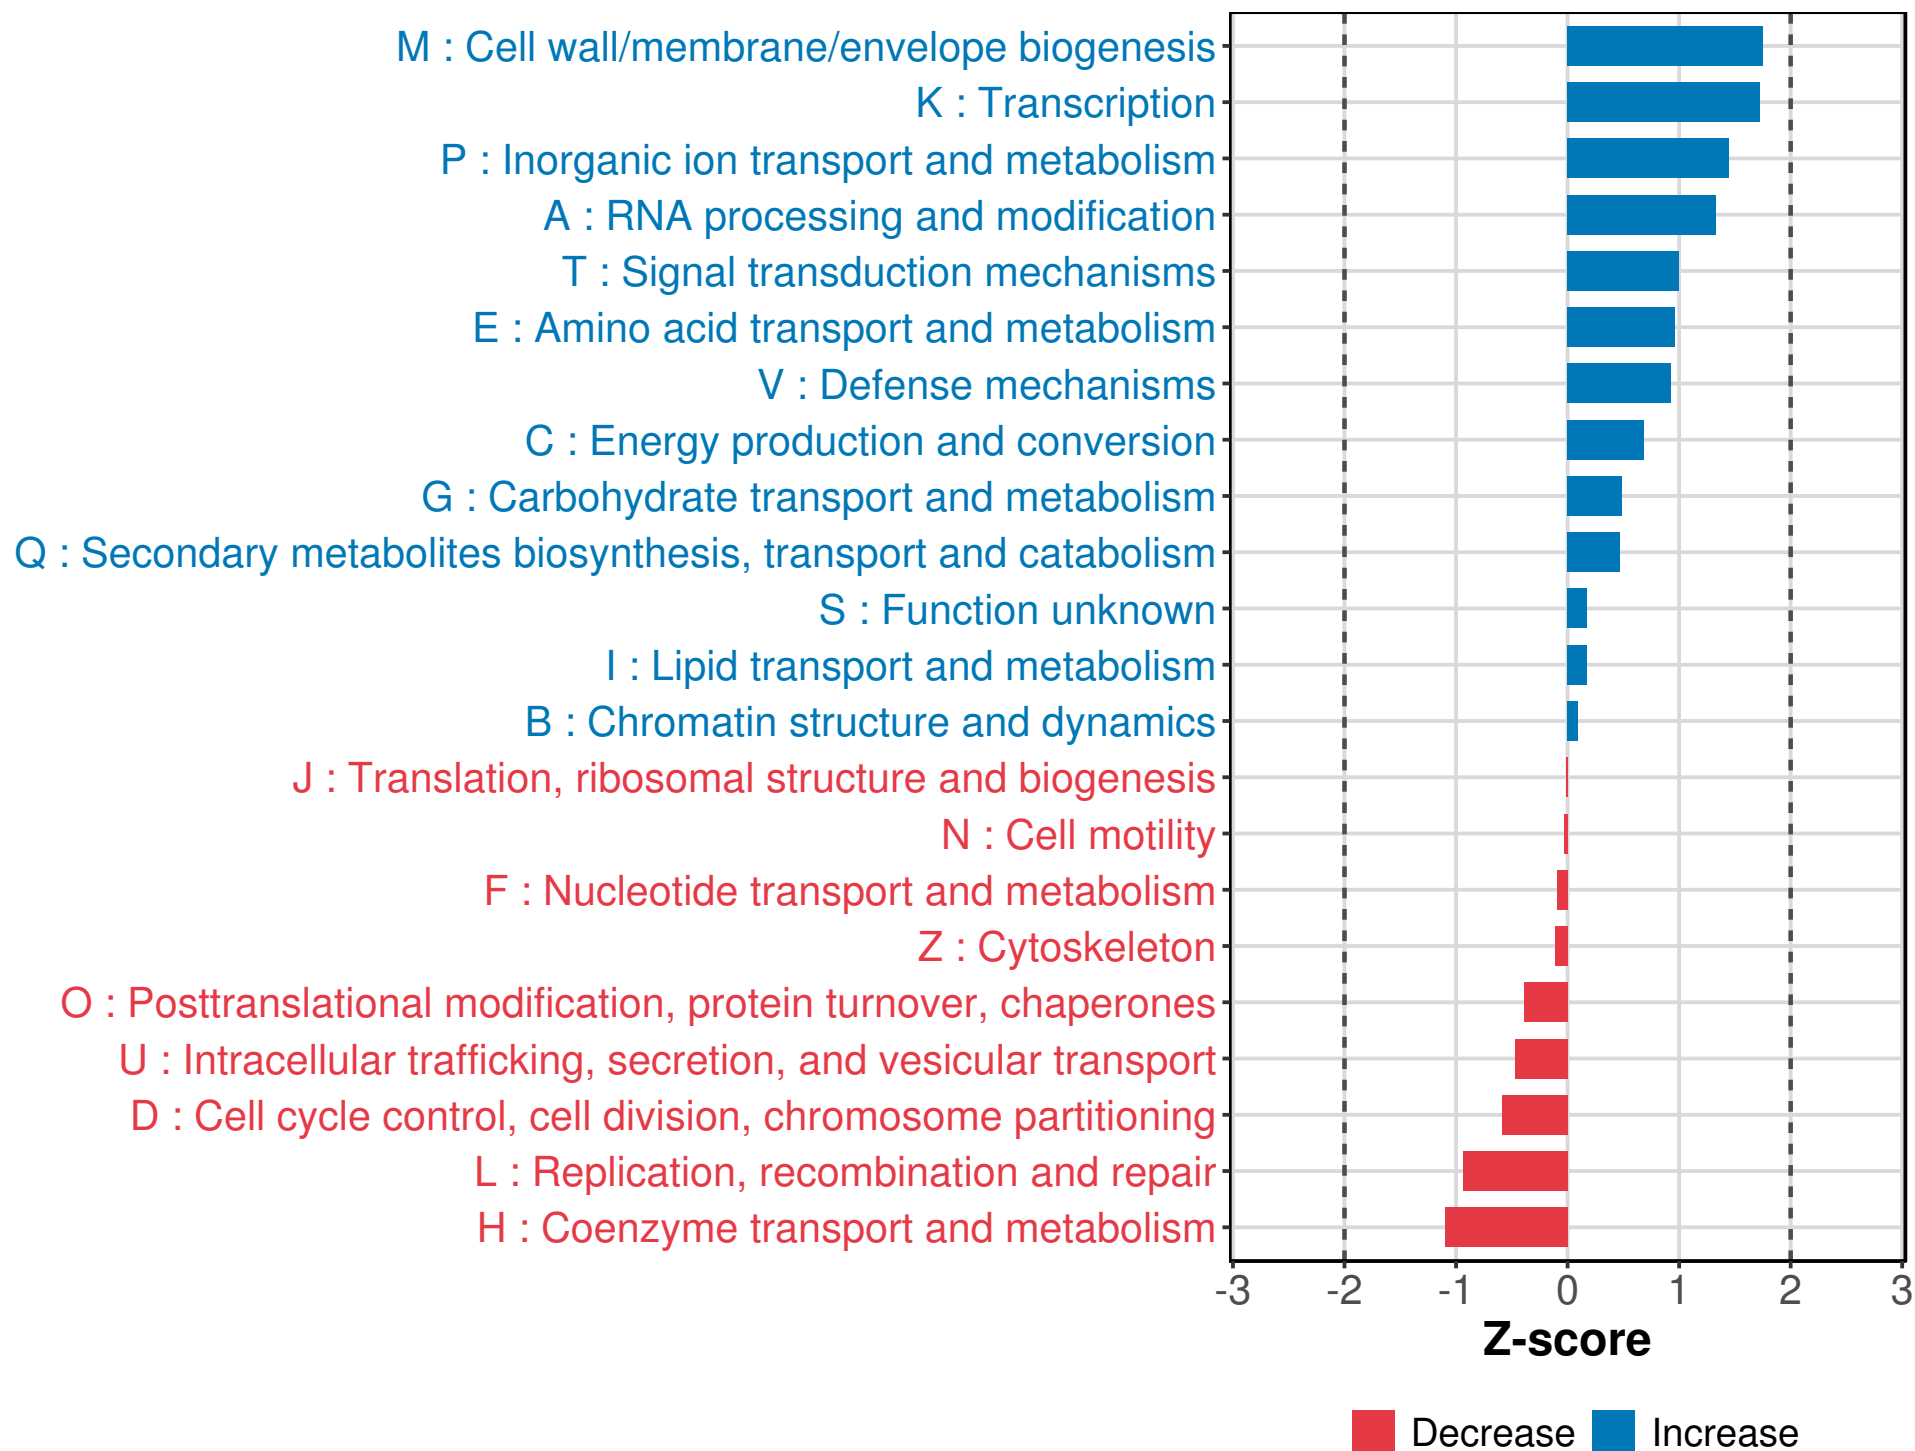 M : Cell wall/membrane/envelope biogenesis
K : Transcription
P : Inorganic ion transport and metabolism
A : RNA processing and modification
T : Signal transduction mechanisms
E : Amino acid transport and metabolism
V : Defense mechanisms
C : Energy production and conversion
G : Carbohydrate transport and metabolism
Q : Secondary metabolites biosynthesis, transport and catabolism
S : Function unknown
I : Lipid transport and metabolism
B : Chromatin structure and dynamics
J : Translation, ribosomal structure and biogenesis
N : Cell motility
F : Nucleotide transport and metabolism
Z : Cytoskeleton
O : Posttranslational modification, protein turnover, chaperones
U : Intracellular trafficking, secretion, and vesicular transport
D : Cell cycle control, cell division, chromosome partitioning
L : Replication, recombination and repair
H : Coenzyme transport and metabolism
-3 -2 -1 0 1 2 3
Z-score
Decrease Increase